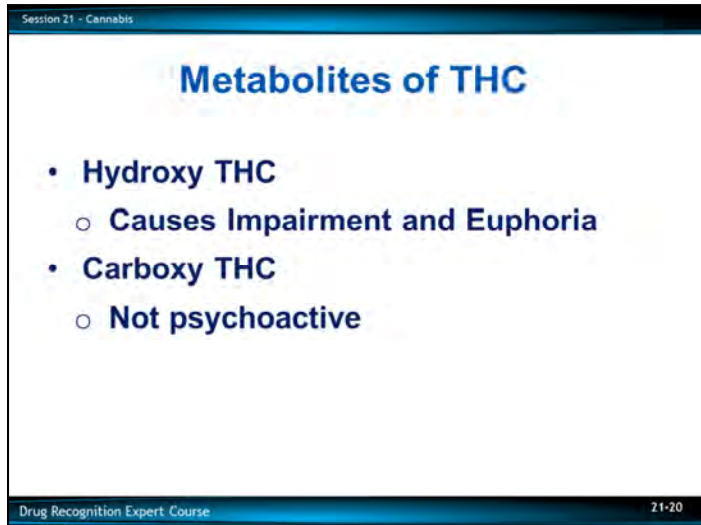 Session 21 - Cannabis
Metabolites of THC
• Hydroxy THC
o Causes Impairment and Euphoria
• Carboxy THC
o Not psychoactive
Drug Recognition Expert Course
21-20